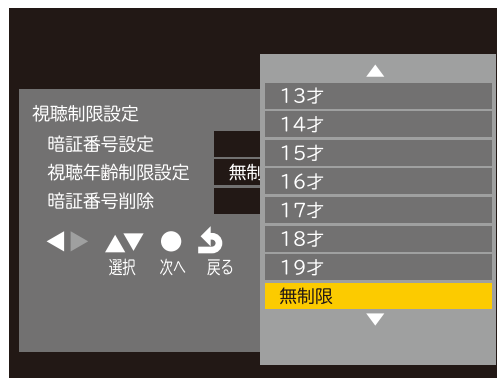 視聴制限設定
暗証番号設定
視聴年齢制限設定 無制
暗証番号削除
選択 次へ 戻る
13才
14才
15才
16才
17才
18才
19才
無制限